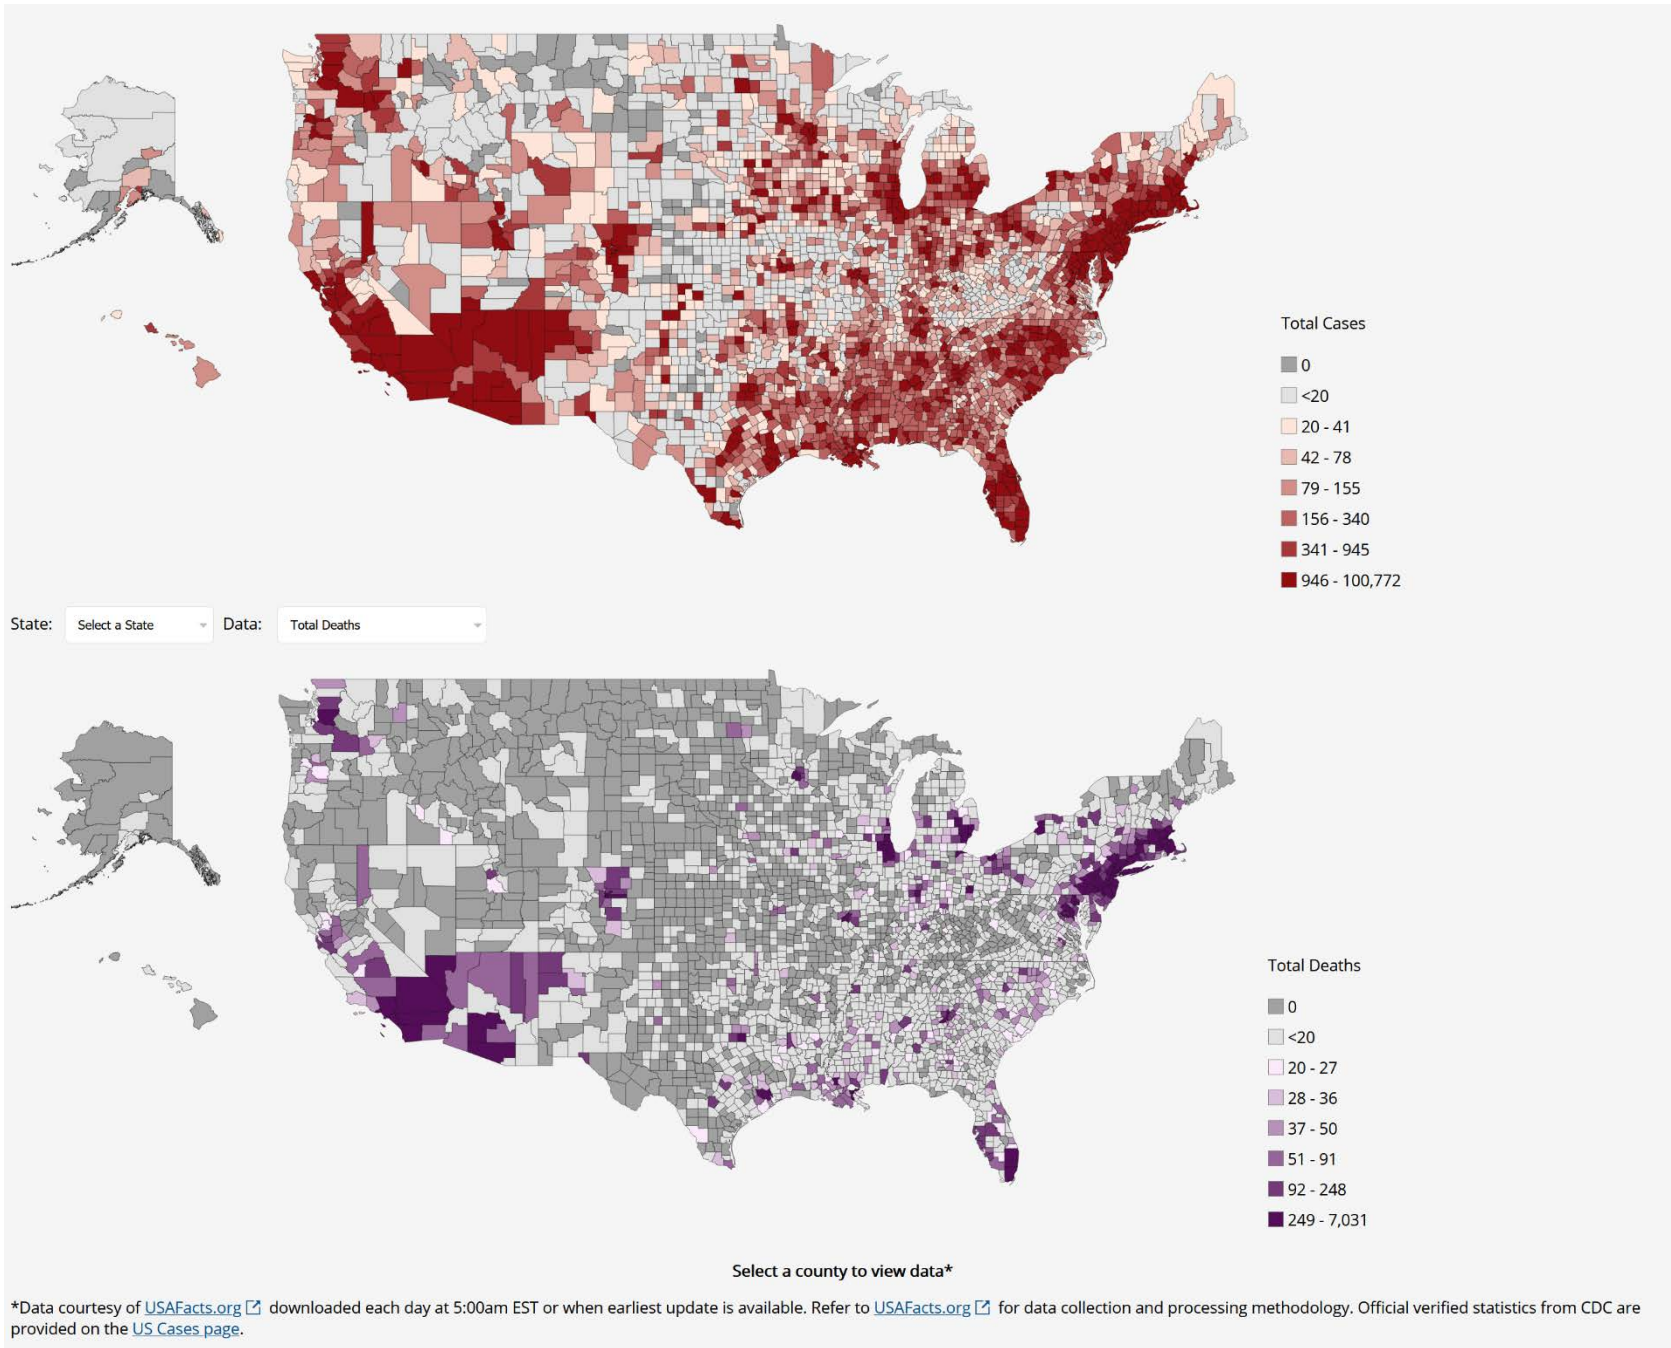 Total Cases
0
<20
20 - 41
42 - 78
79 - 155
156 - 340
341 - 945
946 - 100,772
State: Select a State Data: Total Deaths
Total Deaths
0
<20
20 - 27
28 - 36
37 - 50
51 - 91
92 - 248
249 - 7,031
Select a county to view data*
*Data courtesy of USAFacts.org downloaded each day at 5:00am EST or when earliest update is available. Refer to USAFacts.org for data collection and processing methodology. Official verified statistics from CDC are
provided on the US Cases page.